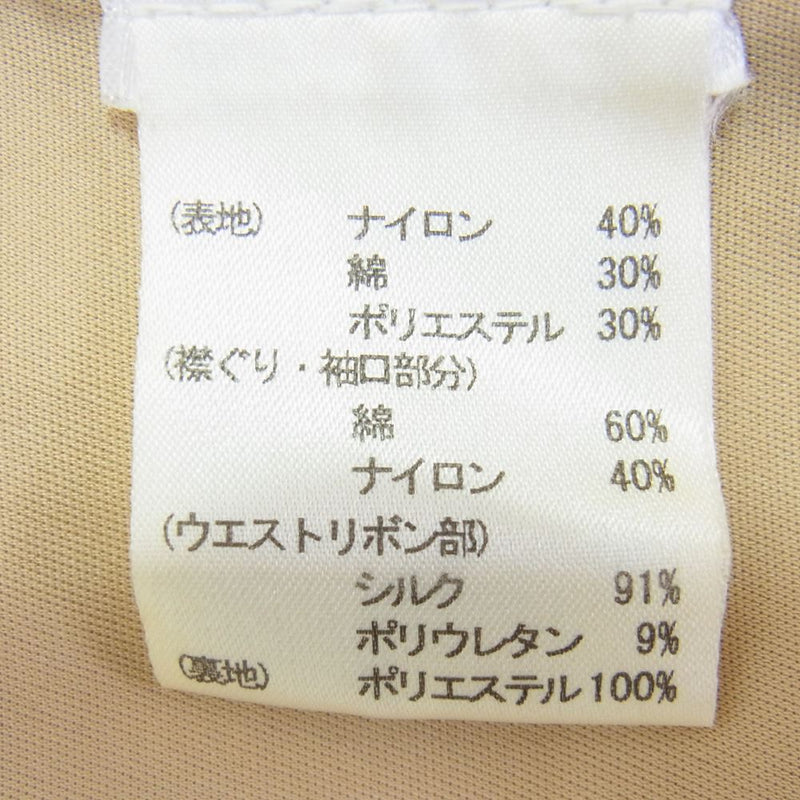 (表地) ナイロン 40%
綿 30%
ポリエステル 30%
(襟ぐり・袖口部分)
綿 60%
ナイロン 40%
(ウエストリボン部)
シルク 91%
ポリウレタン 9%
(裏地) ポリエステル 100%